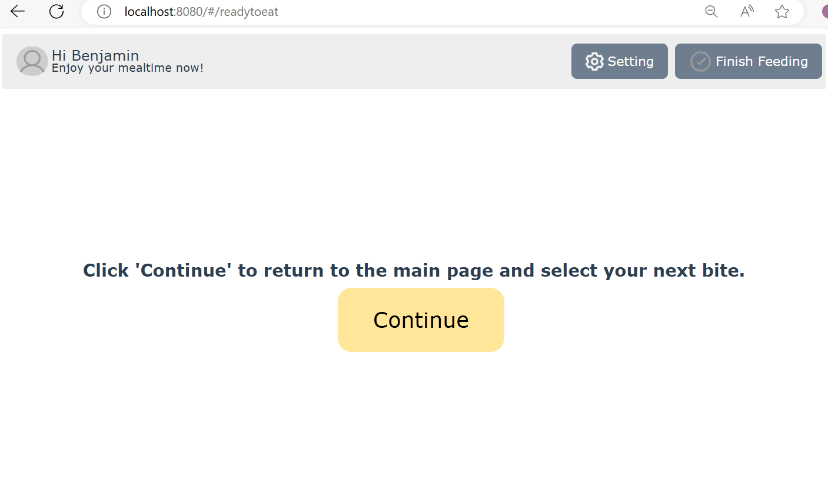 localhost:8080/#/readytoeat
Hi Benjamin
Enjoy your mealtime now!
Setting
Finish Feeding
Click 'Continue' to return to the main page and select your next bite.
Continue